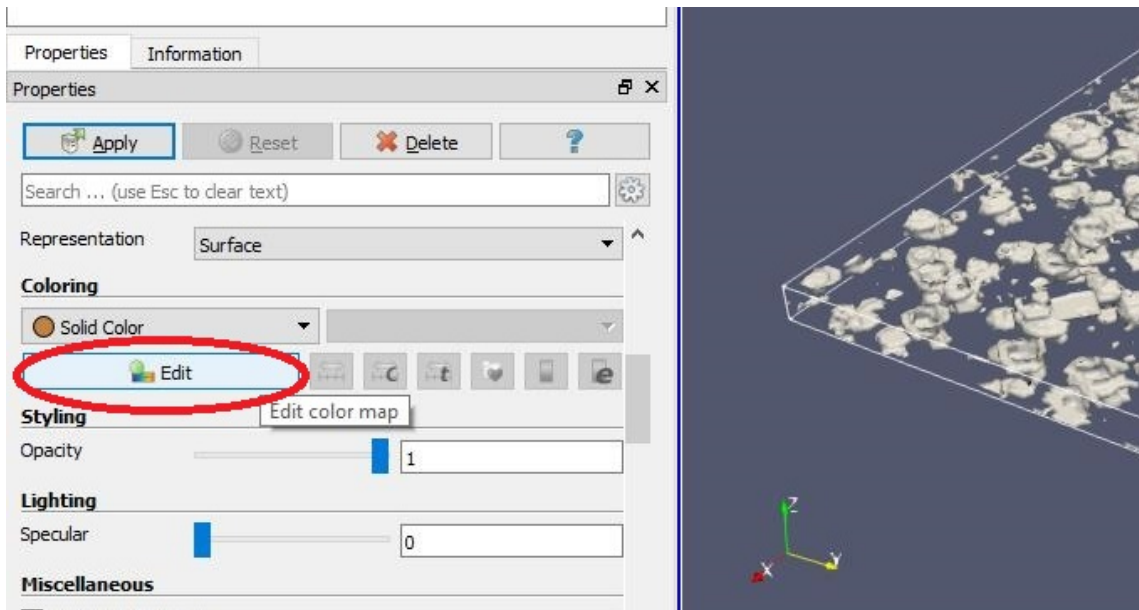 Properties Information
Properties
Apply Reset Delete ?
Search ... (use Esc to clear text)
Representation Surface
Coloring
Solid Color
Edit c t e
Edit color map
Styling
Opacity 1
Lighting
Specular 0
Miscellaneous
Z
X Y